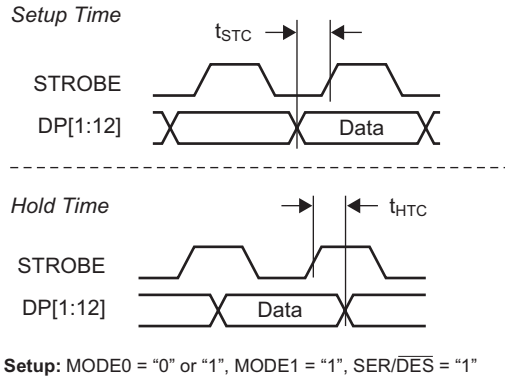 Setup Time
tSTC
STROBE
DP[1:12]
Data
Hold Time
tHTC
STROBE
DP[1:12]
Data
Setup: MODE0 = “0” or “1”, MODE1 = “1”, SER/D̅E̅S̅ = “1”